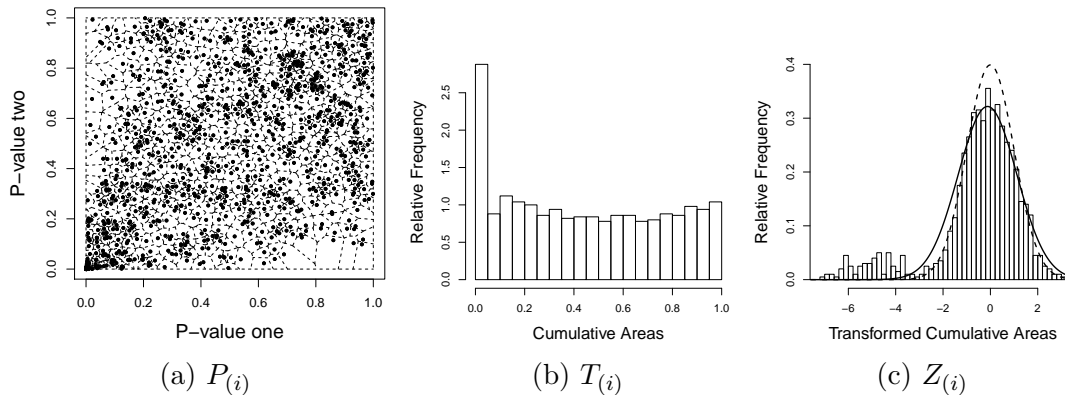 P−value two
0.0 0.2 0.4 0.6 0.8 1.0
0.0 0.2 0.4 0.6 0.8 1.0
P−value one
(a) P(i)
Relative Frequency
0.0 0.5 1.0 1.5 2.0 2.5
0.0 0.2 0.4 0.6 0.8 1.0
Cumulative Areas
(b) T(i)
Relative Frequency
0.0 0.1 0.2 0.3 0.4
−6 −4 −2 0 2
Transformed Cumulative Areas
(c) Z(i)